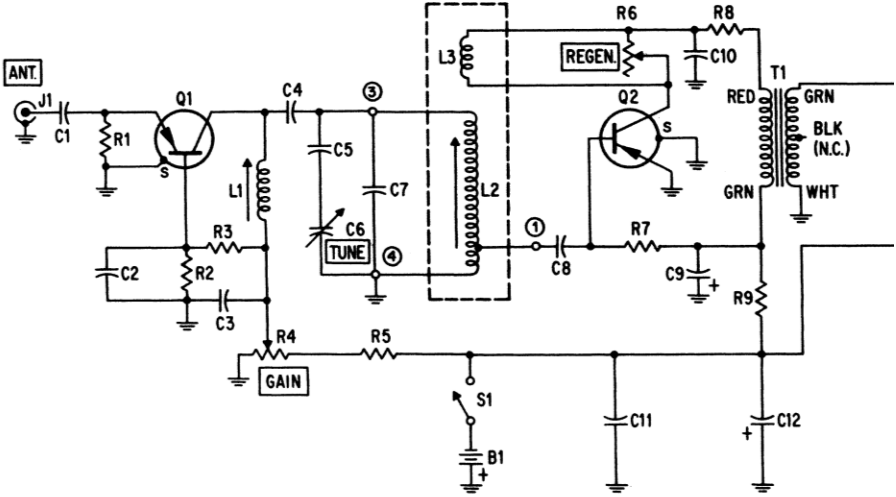 R6
R8
L3
REGEN.
C10
T1
ANT.
J1
C1
Q1
C4
3
Q2
S
RED
GRN
BLK
(N.C.)
R1
S
C5
L1
C7
L2
GRN
WHT
R3
C6
TUNE
4
1
C8
R7
C9
+
C2
R2
C3
R9
R4
R5
GAIN
S1
C11
C12
+
B1
+